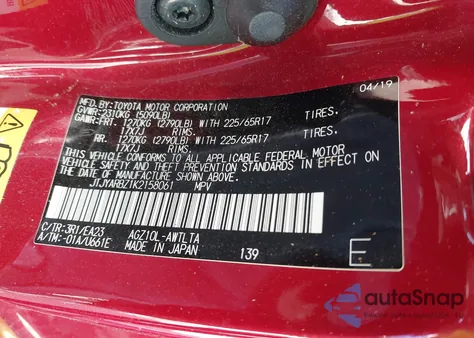 MFD.BY:TOYOTA MOTOR CORPORATION 04/19
GVWR:2310KG (5090LB)
GAWR:FRT. 1270KG (2790LB) WITH 225/65R17 TIRES.
17X7J RIMS.
RR. 1270KG (2790LB) WITH 225/65R17 TIRES.
17X7J RIMS.
THIS VEHICLE CONFORMS TO ALL APPLICABLE FEDERAL MOTOR
VEHICLE SAFETY AND THEFT PREVENTION STANDARDS IN EFFECT ON
THE DATE OF MANUFACTURE SHOWN ABOVE.
JTJYARBZ1K2158061 MPV
C/TR:3R1/EA23 AGZ10L-AWTLTA
A/TM:-01A/U661E MADE IN JAPAN 139 E
autoSnap